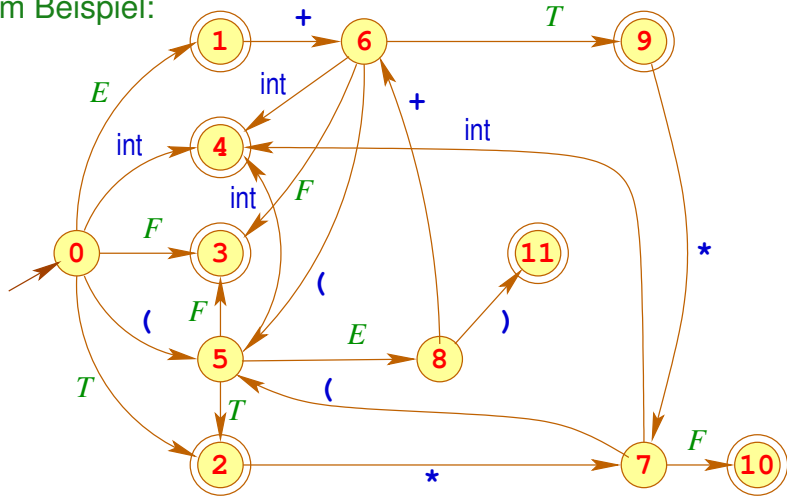 m Beispiel:
1 + 6 T 9
E int + int
int 4
int F
0 F 3 11
( F ( E ) *
5 8
T T (
2 * 7 F 10